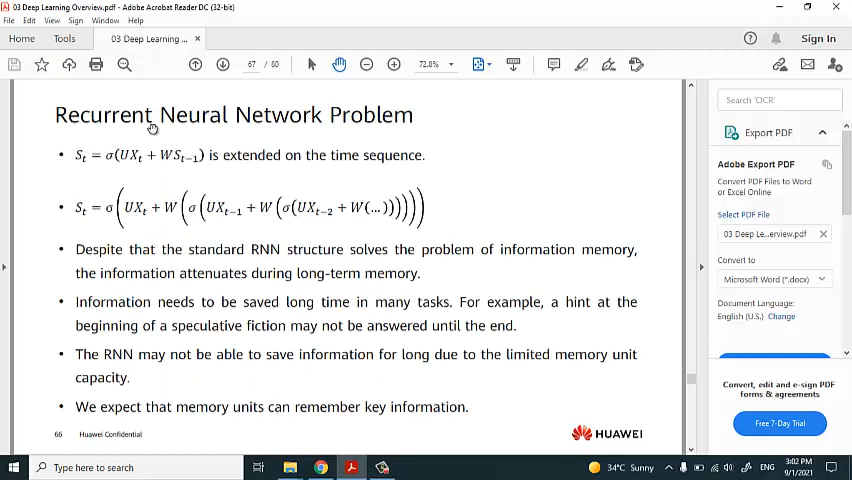 03 Deep Learning Overview.pdf - Adobe Acrobat Reader DC (32-bit)
File Edit View Sign Window Help
Home Tools 03 Deep Learning ... × Sign In
67 / 80 72.8%
Recurrent Neural Network Problem
• S_t = σ(UX_t + WS_{t−1}) is extended on the time sequence.
• S_t = σ(UX_t + W(σ(UX_{t−1} + W(σ(UX_{t−2} + W(...))))))
• Despite that the standard RNN structure solves the problem of information memory,
the information attenuates during long-term memory.
• Information needs to be saved long time in many tasks. For example, a hint at the
beginning of a speculative fiction may not be answered until the end.
• The RNN may not be able to save information for long due to the limited memory unit
capacity.
• We expect that memory units can remember key information.
66 Huawei Confidential
HUAWEI
Search 'OCR'
Export PDF
Adobe Export PDF
Convert PDF Files to Word
or Excel Online
Select PDF File
03 Deep Le...erview.pdf ×
Convert to
Microsoft Word (*.docx)
Document Language:
English (U.S.) Change
Convert, edit and e-sign PDF
forms & agreements
Free 7-Day Trial
Type here to search
34°C Sunny
ENG
3:02 PM
9/1/2021